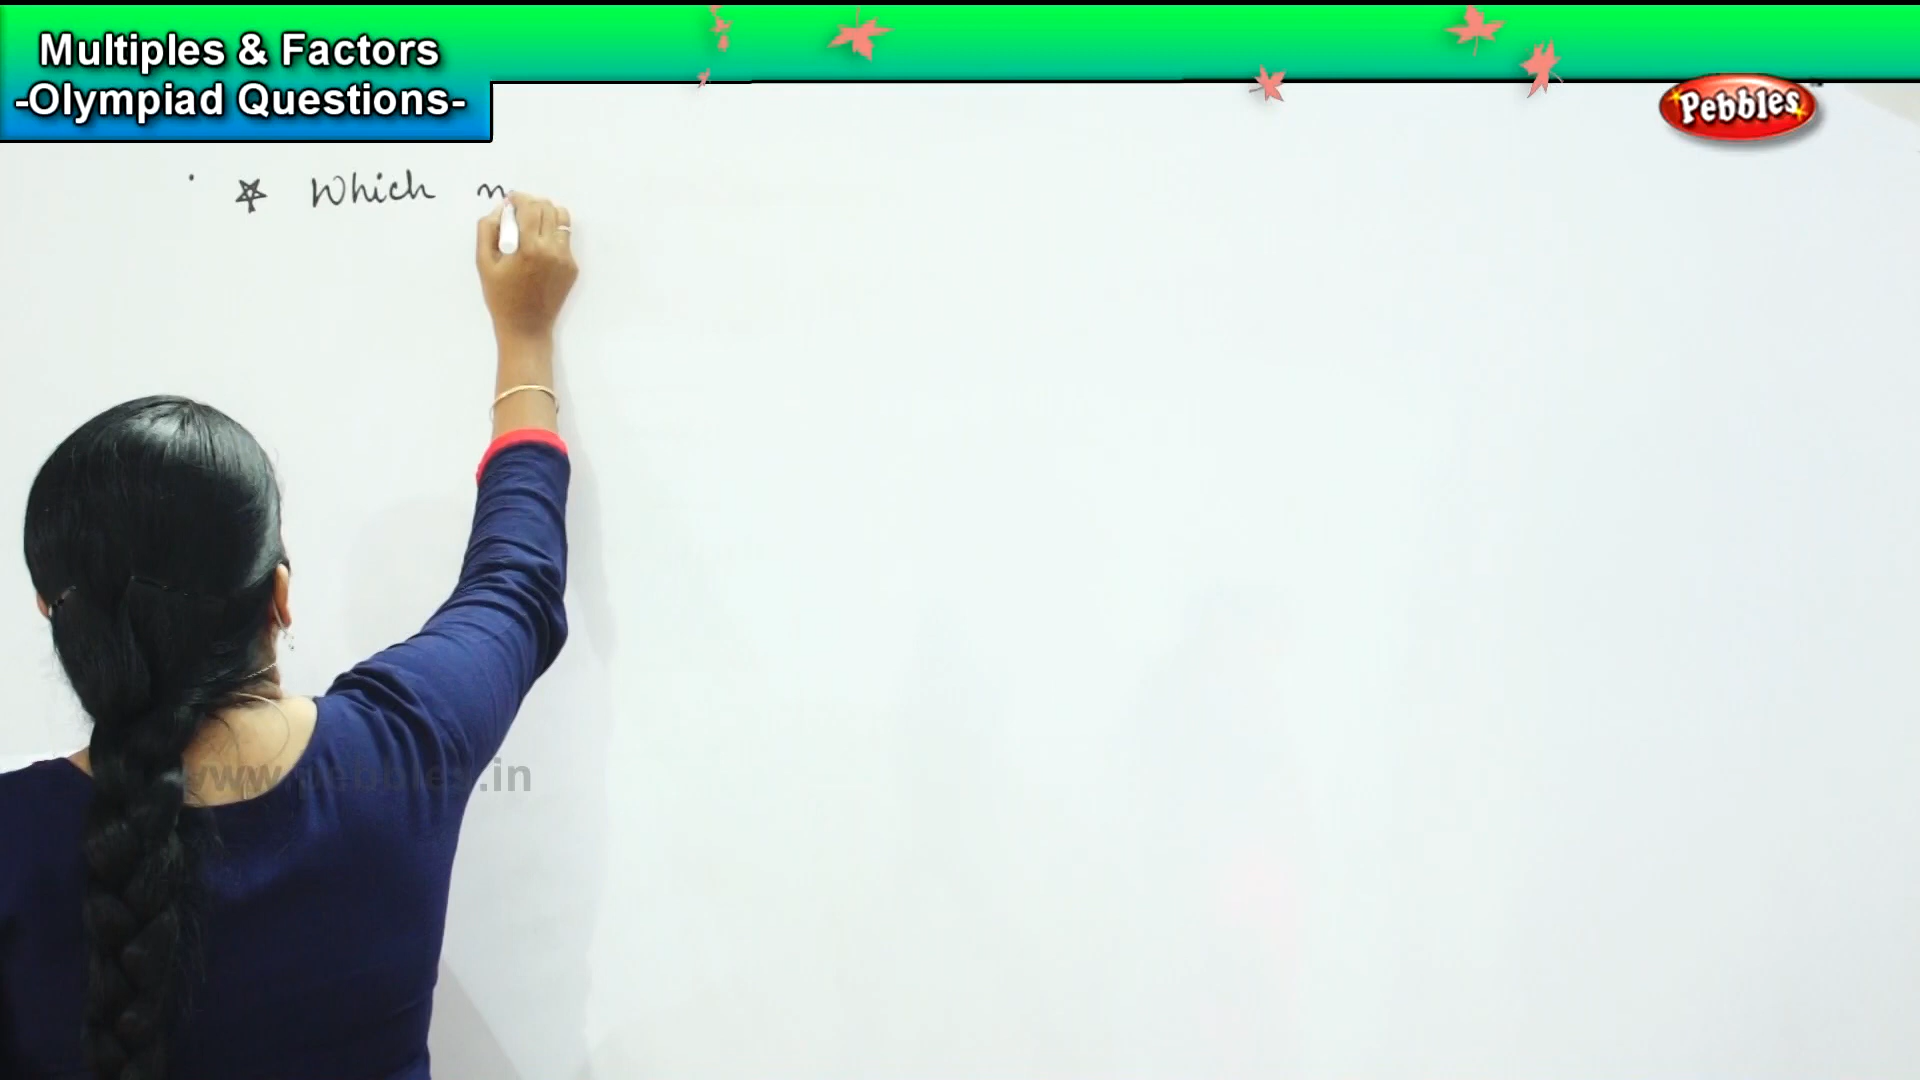 Multiples & Factors
-Olympiad Questions-
Pebbles
Which
www.pebbles.in